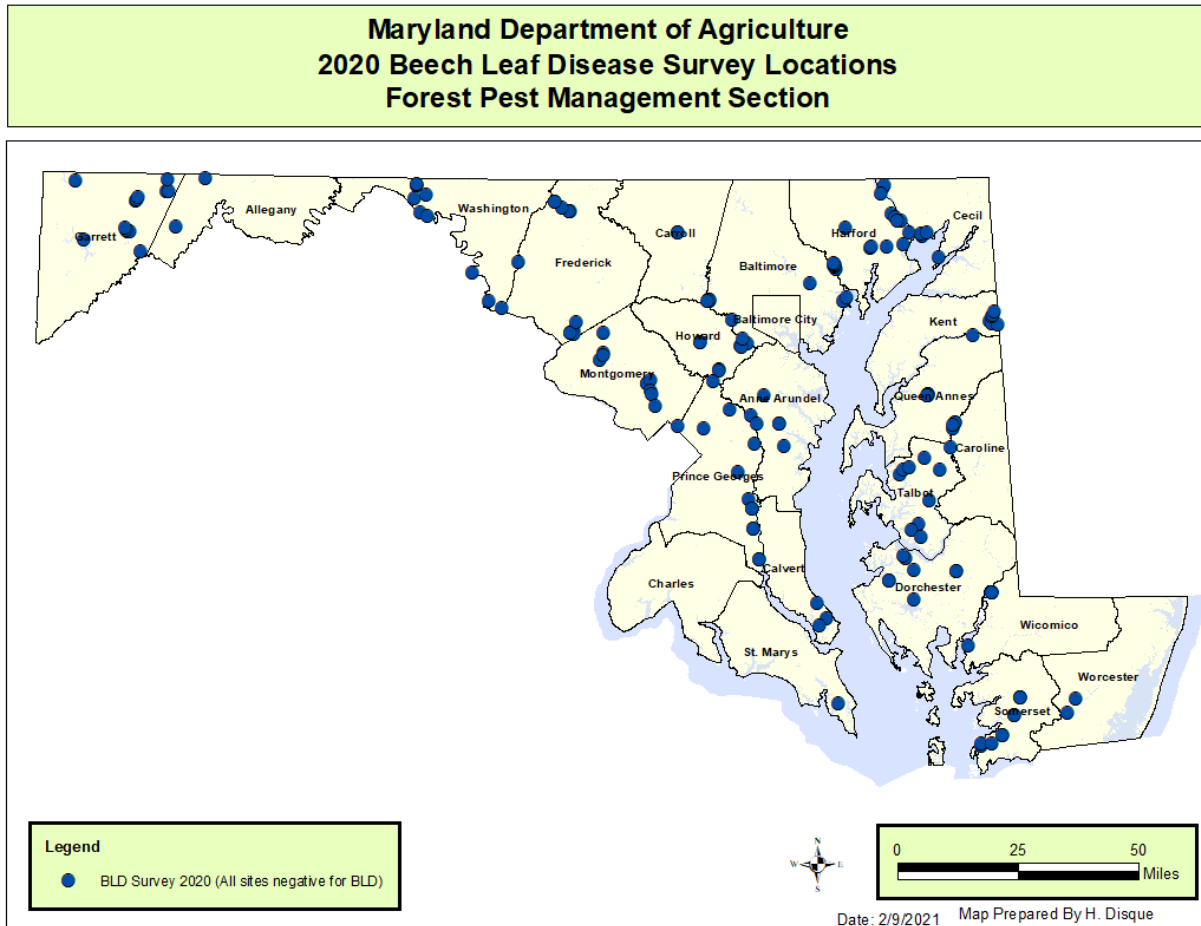 Maryland Department of Agriculture
2020 Beech Leaf Disease Survey Locations
Forest Pest Management Section
Allegany
Washington
Garrett
Carroll
Harford
Cecil
Frederick
Baltimore
Baltimore City
Kent
Howard
Montgomery
Anne Arundel
Queen Annes
Caroline
Prince Georges
Talbot
Calvert
Charles
Dorchester
Wicomico
St. Marys
Worcester
Somerset
Legend
BLD Survey 2020 (All sites negative for BLD)
N
W E
S
0 25 50
Miles
Date: 2/9/2021 Map Prepared By H. Disque